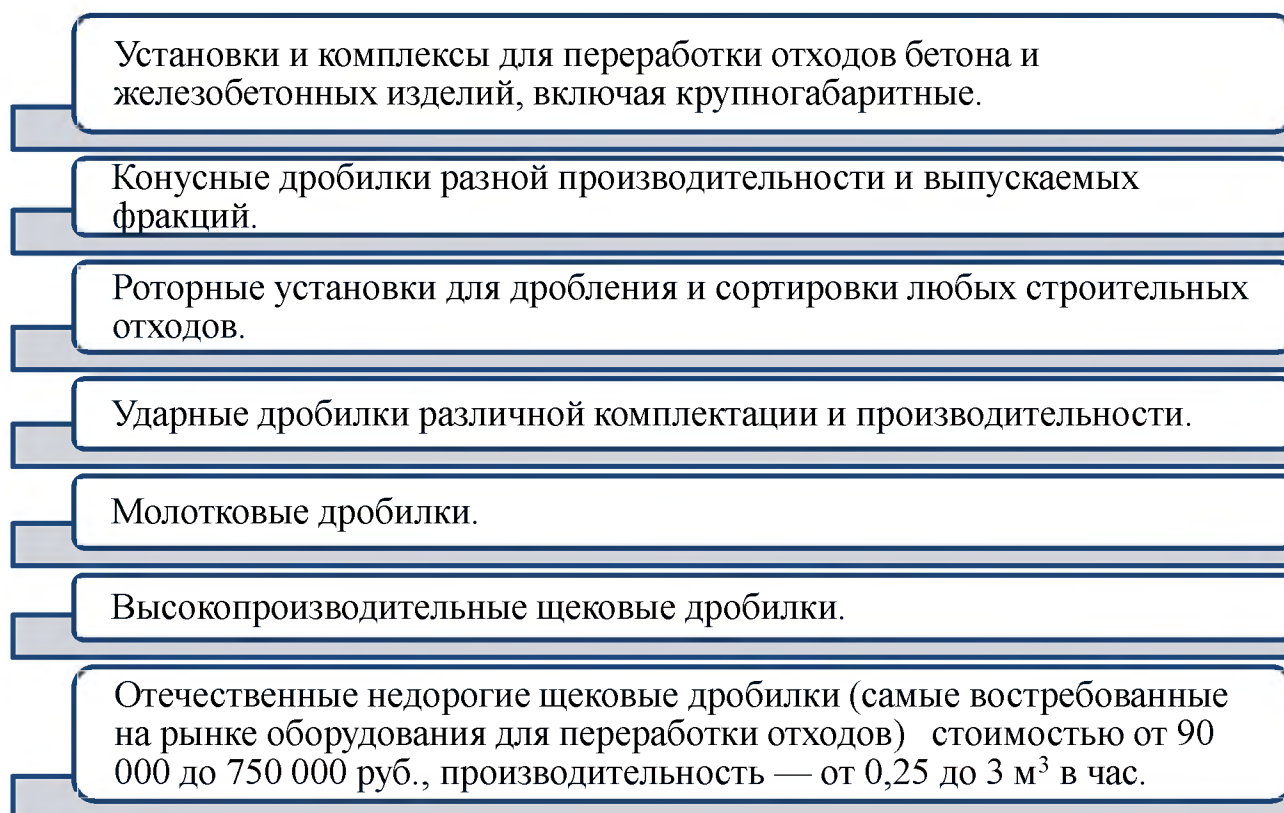 Установки и комплексы для переработки отходов бетона и
железобетонных изделий, включая крупногабаритные.
Конусные дробилки разной производительности и выпускаемых
фракций.
Роторные установки для дробления и сортировки любых строительных
отходов.
Ударные дробилки различной комплектации и производительности.
Молотковые дробилки.
Высокопроизводительные щековые дробилки.
Отечественные недорогие щековые дробилки (самые востребованные
на рынке оборудования для переработки отходов) стоимостью от 90
000 до 750 000 руб., производительность — от 0,25 до 3 м³ в час.